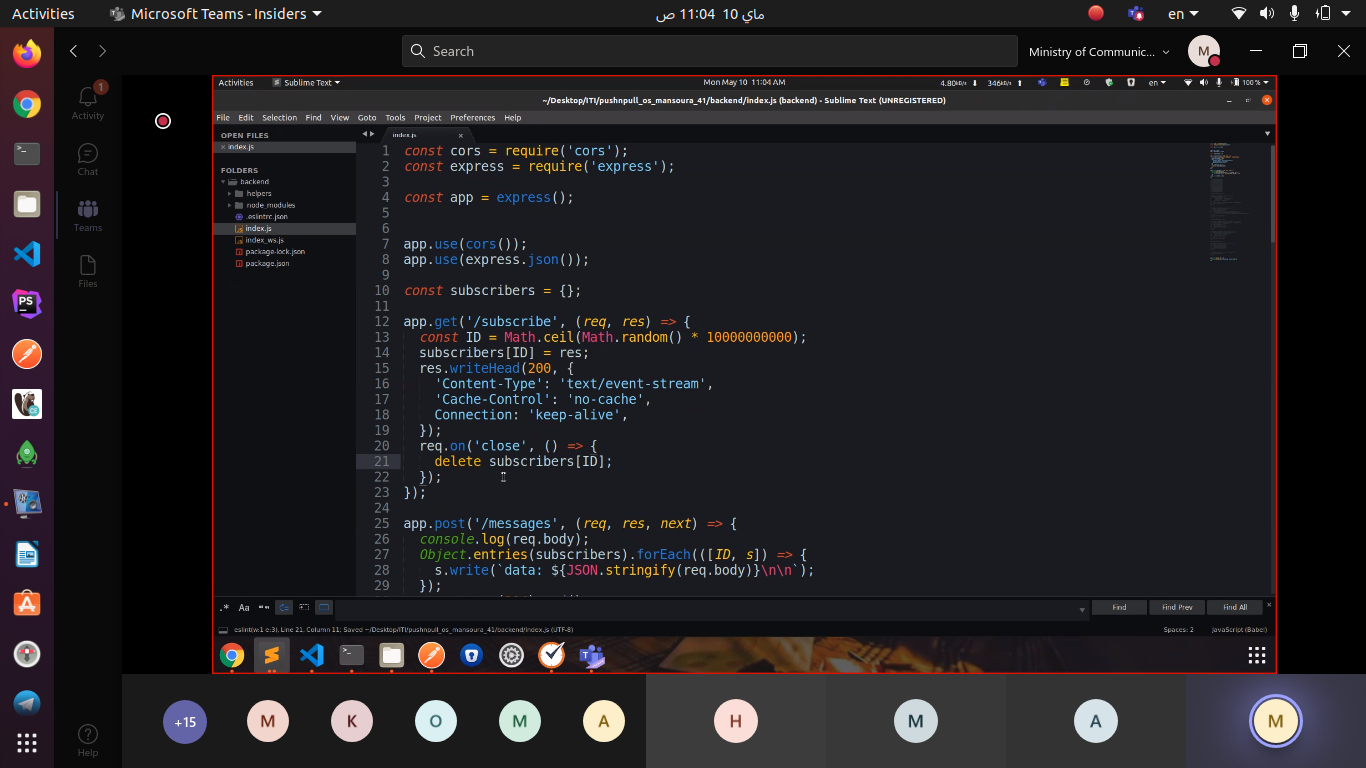 Activities
Microsoft Teams - Insiders
ماي 10 11:04 ص
en
Search
Ministry of Communic...
M
1
Activity
Chat
Teams
Files
Help
Activities
Sublime Text
Mon May 10 11:04 AM
4.80kB/s
346kB/s
en
100 %
~/Desktop/ITI/pushnpull_os_mansoura_41/backend/index.js (backend) - Sublime Text (UNREGISTERED)
File Edit Selection Find View Goto Tools Project Preferences Help
OPEN FILES
index.js
FOLDERS
backend
helpers
node_modules
.eslintrc.json
index.js
index_ws.js
package-lock.json
package.json
index.js
1 const cors = require('cors');
2 const express = require('express');
3
4 const app = express();
5
6
7 app.use(cors());
8 app.use(express.json());
9
10 const subscribers = {};
11
12 app.get('/subscribe', (req, res) => {
13 const ID = Math.ceil(Math.random() * 10000000000);
14 subscribers[ID] = res;
15 res.writeHead(200, {
16 'Content-Type': 'text/event-stream',
17 'Cache-Control': 'no-cache',
18 Connection: 'keep-alive',
19 });
20 req.on('close', () => {
21 delete subscribers[ID];
22 });
23 });
24
25 app.post('/messages', (req, res, next) => {
26 console.log(req.body);
27 Object.entries(subscribers).forEach(([ID, s]) => {
28 s.write(`data: ${JSON.stringify(req.body)}\n\n`);
29 });
.* Aa
Find
Find Prev
Find All
eslint(w:1 e:3), Line 21, Column 11; Saved ~/Desktop/ITI/pushnpull_os_mansoura_41/backend/index.js (UTF-8)
Spaces: 2
JavaScript (Babel)
PS
+15
M
K
O
M
A
H
M
A
M